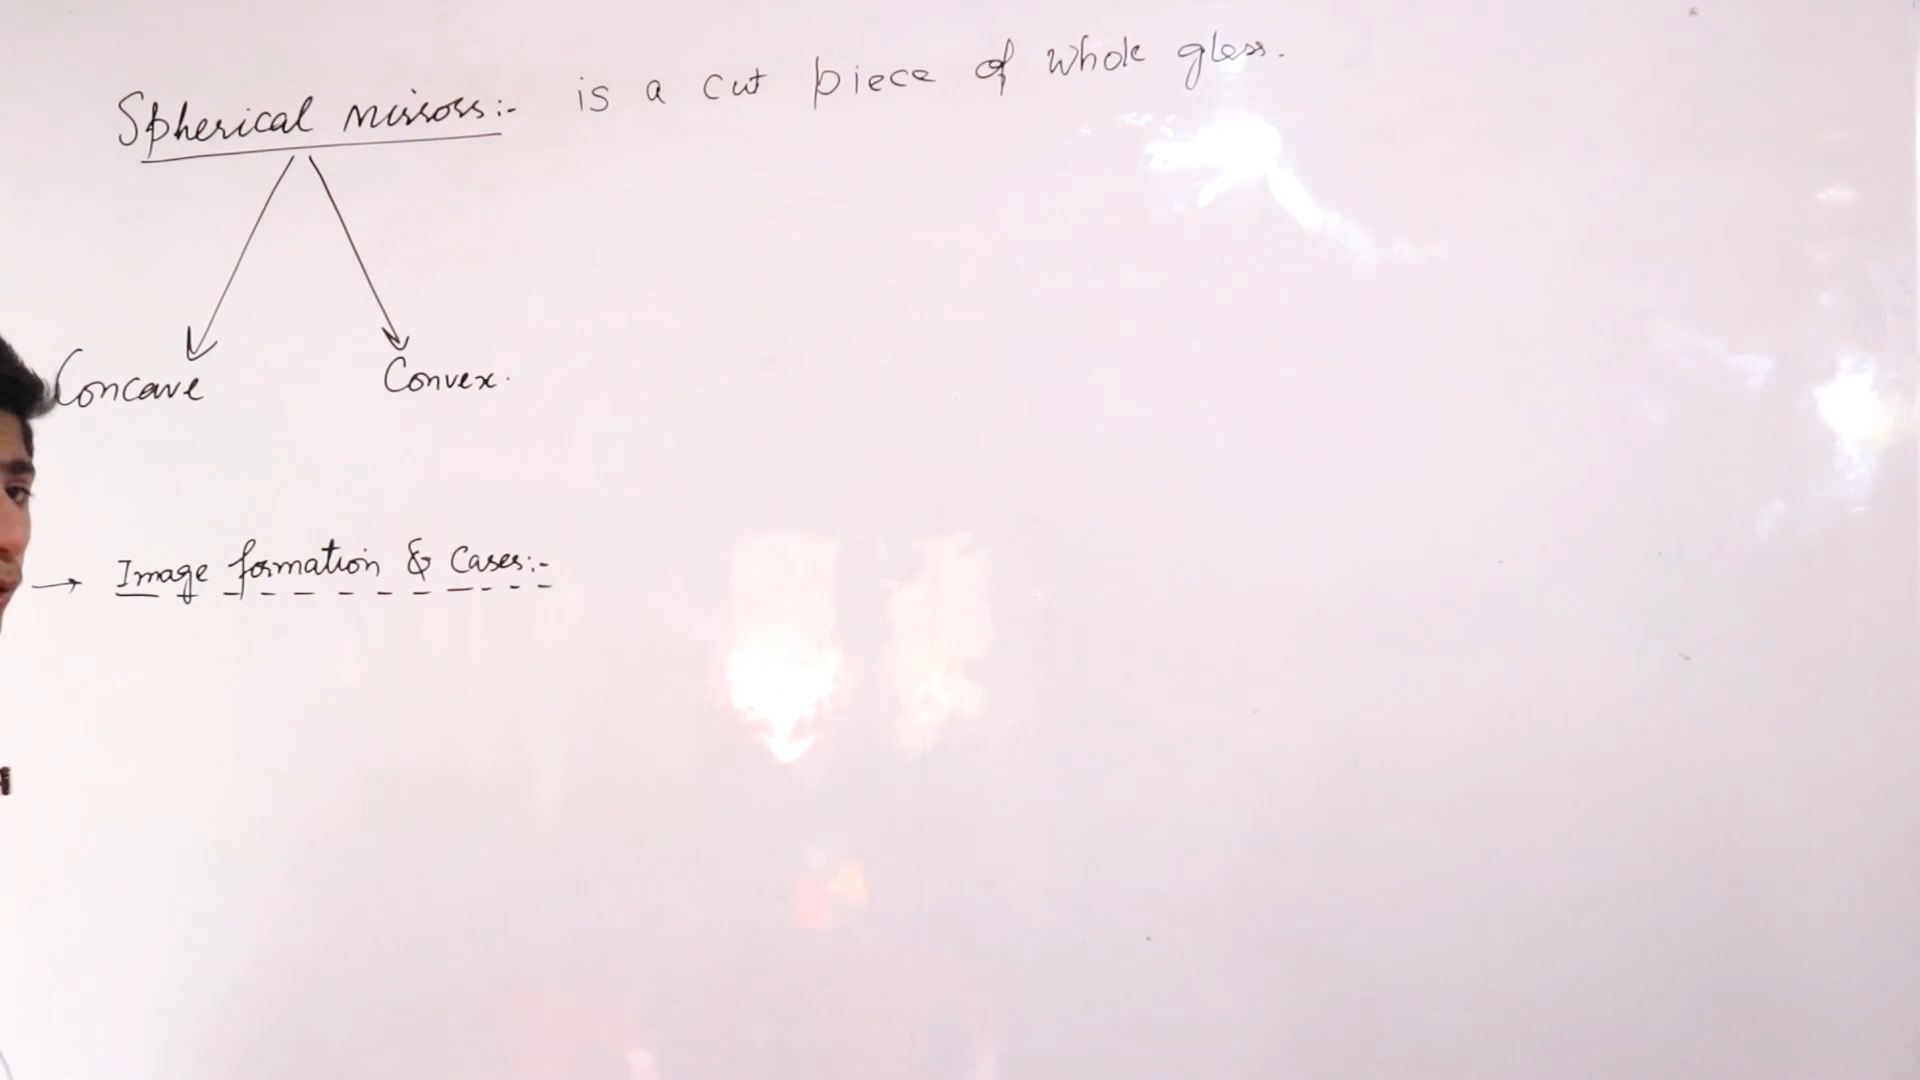 Spherical mirrors:- is a cut piece of whole glass.
Concave Convex.
→ Image formation & Cases:-